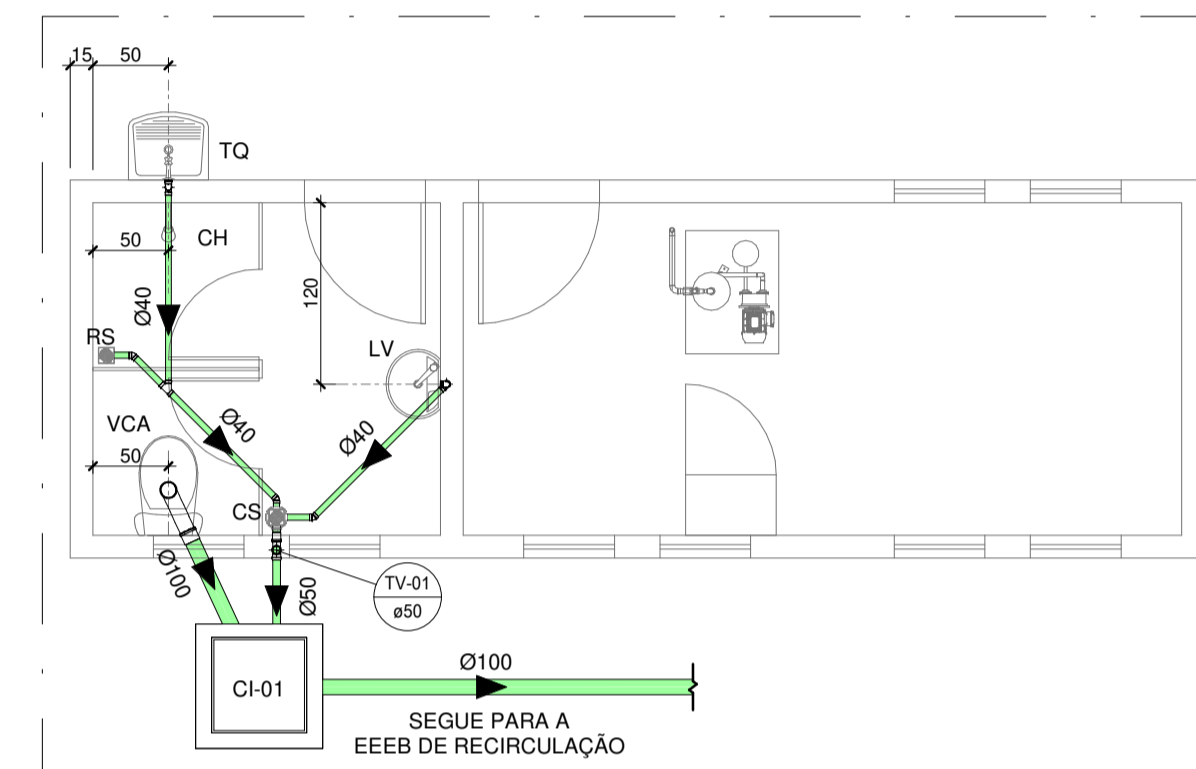 15
50
TQ
50
CH
Ø40
120
RS
LV
VCA
Ø40
Ø40
50
CS
Ø100
Ø50
TV-01
ø50
CI-01
Ø100
SEGUE PARA A
EEEB DE RECIRCULAÇÃO